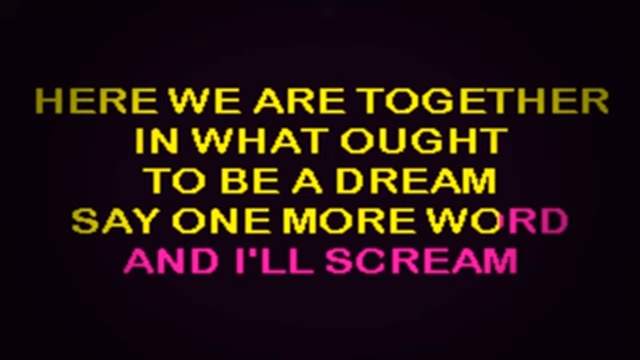 HERE WE ARE TOGETHER
IN WHAT OUGHT
TO BE A DREAM
SAY ONE MORE WORD
AND I'LL SCREAM